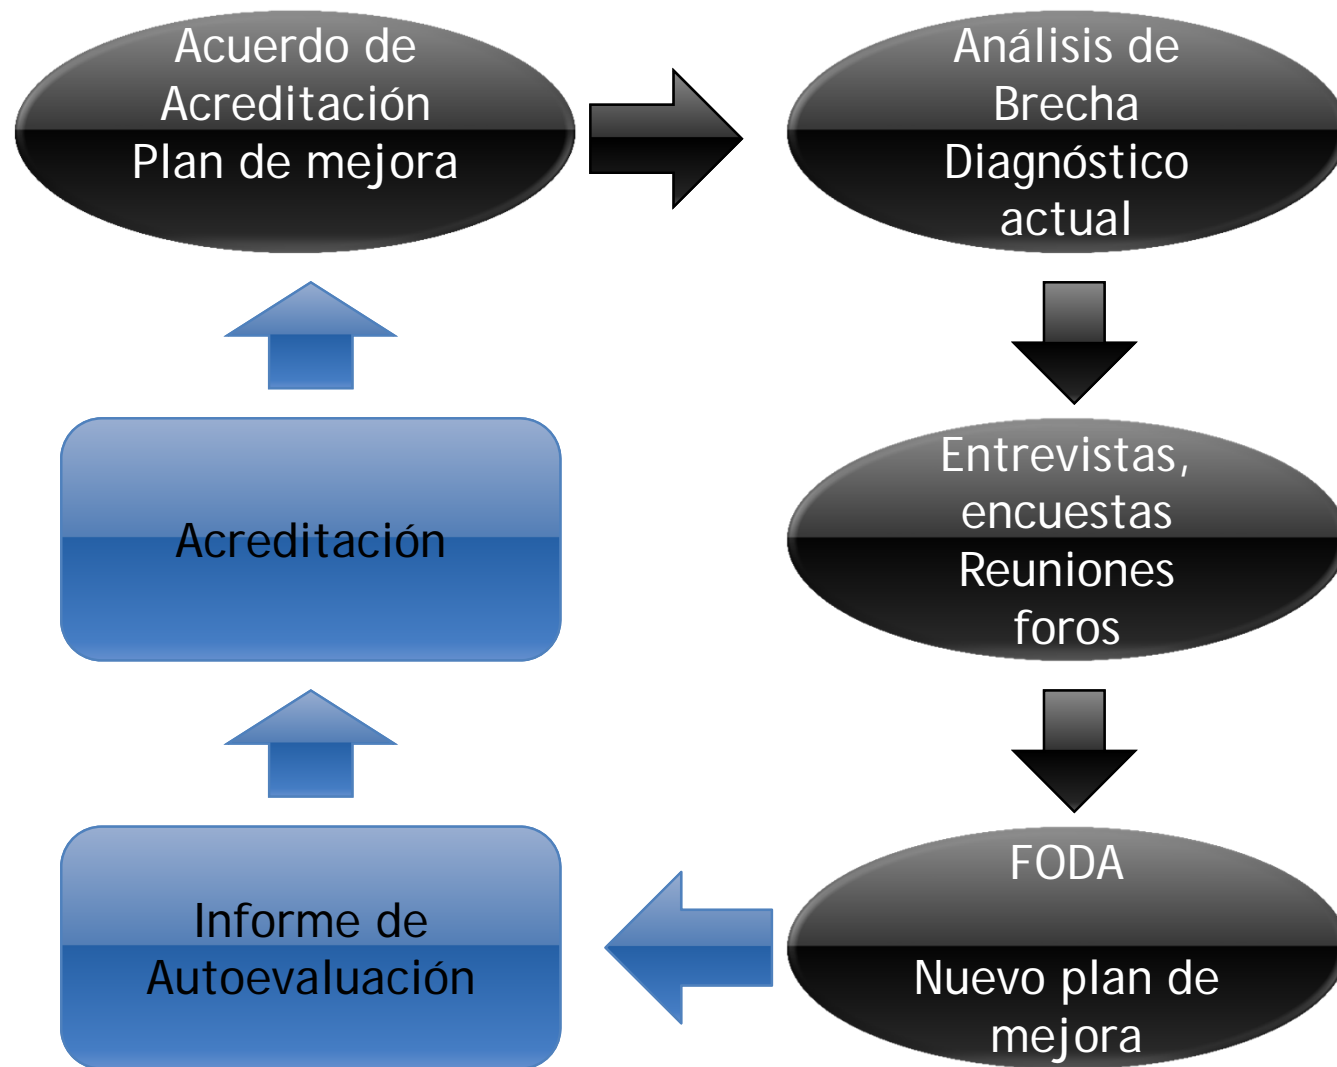 Acuerdo de
Acreditación
Plan de mejora
Análisis de
Brecha
Diagnóstico
actual
Entrevistas,
encuestas
Reuniones
foros
FODA
Nuevo plan de
mejora
Informe de
Autoevaluación
Acreditación